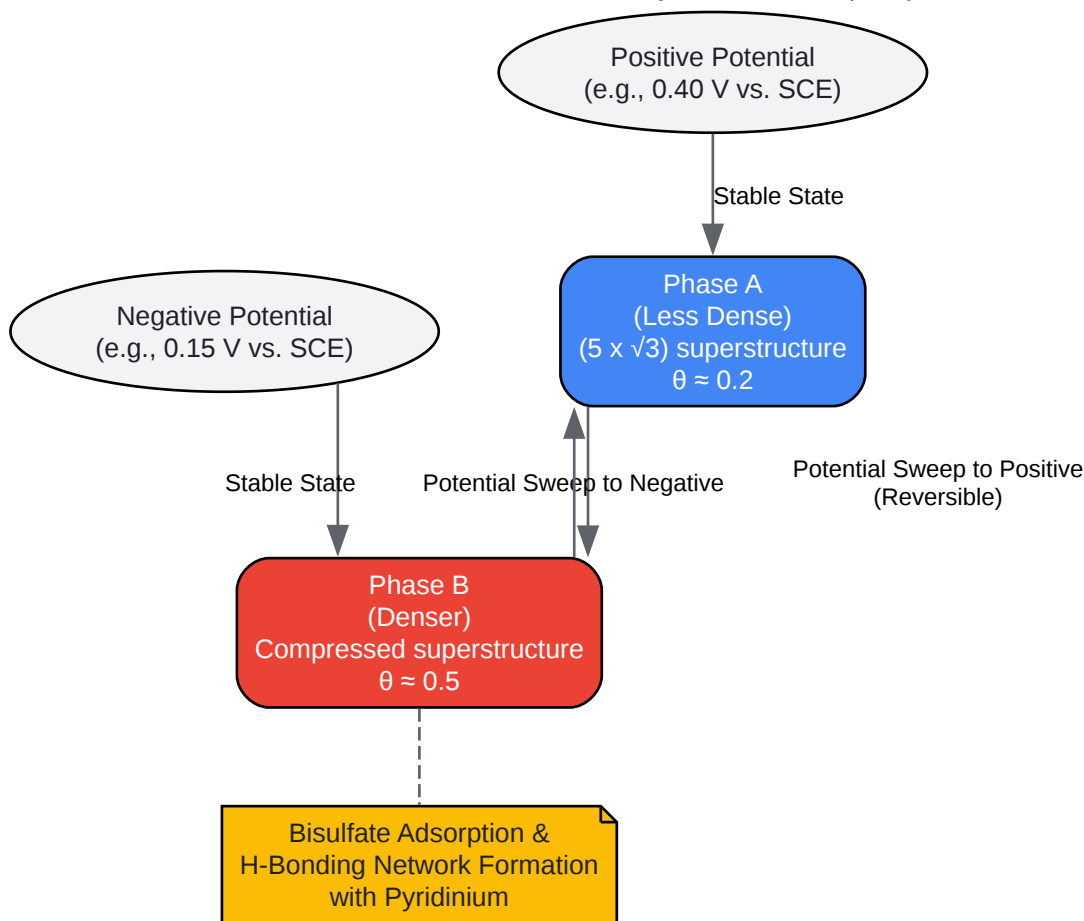 Positive Potential
(e.g., 0.40 V vs. SCE)
Stable State
Phase A
(Less Dense)
(5 x √3) superstructure
θ ≈ 0.2
Negative Potential
(e.g., 0.15 V vs. SCE)
Stable State
Potential Sweep to Negative
Potential Sweep to Positive
(Reversible)
Phase B
(Denser)
Compressed superstructure
θ ≈ 0.5
Bisulfate Adsorption &
H-Bonding Network Formation
with Pyridinium